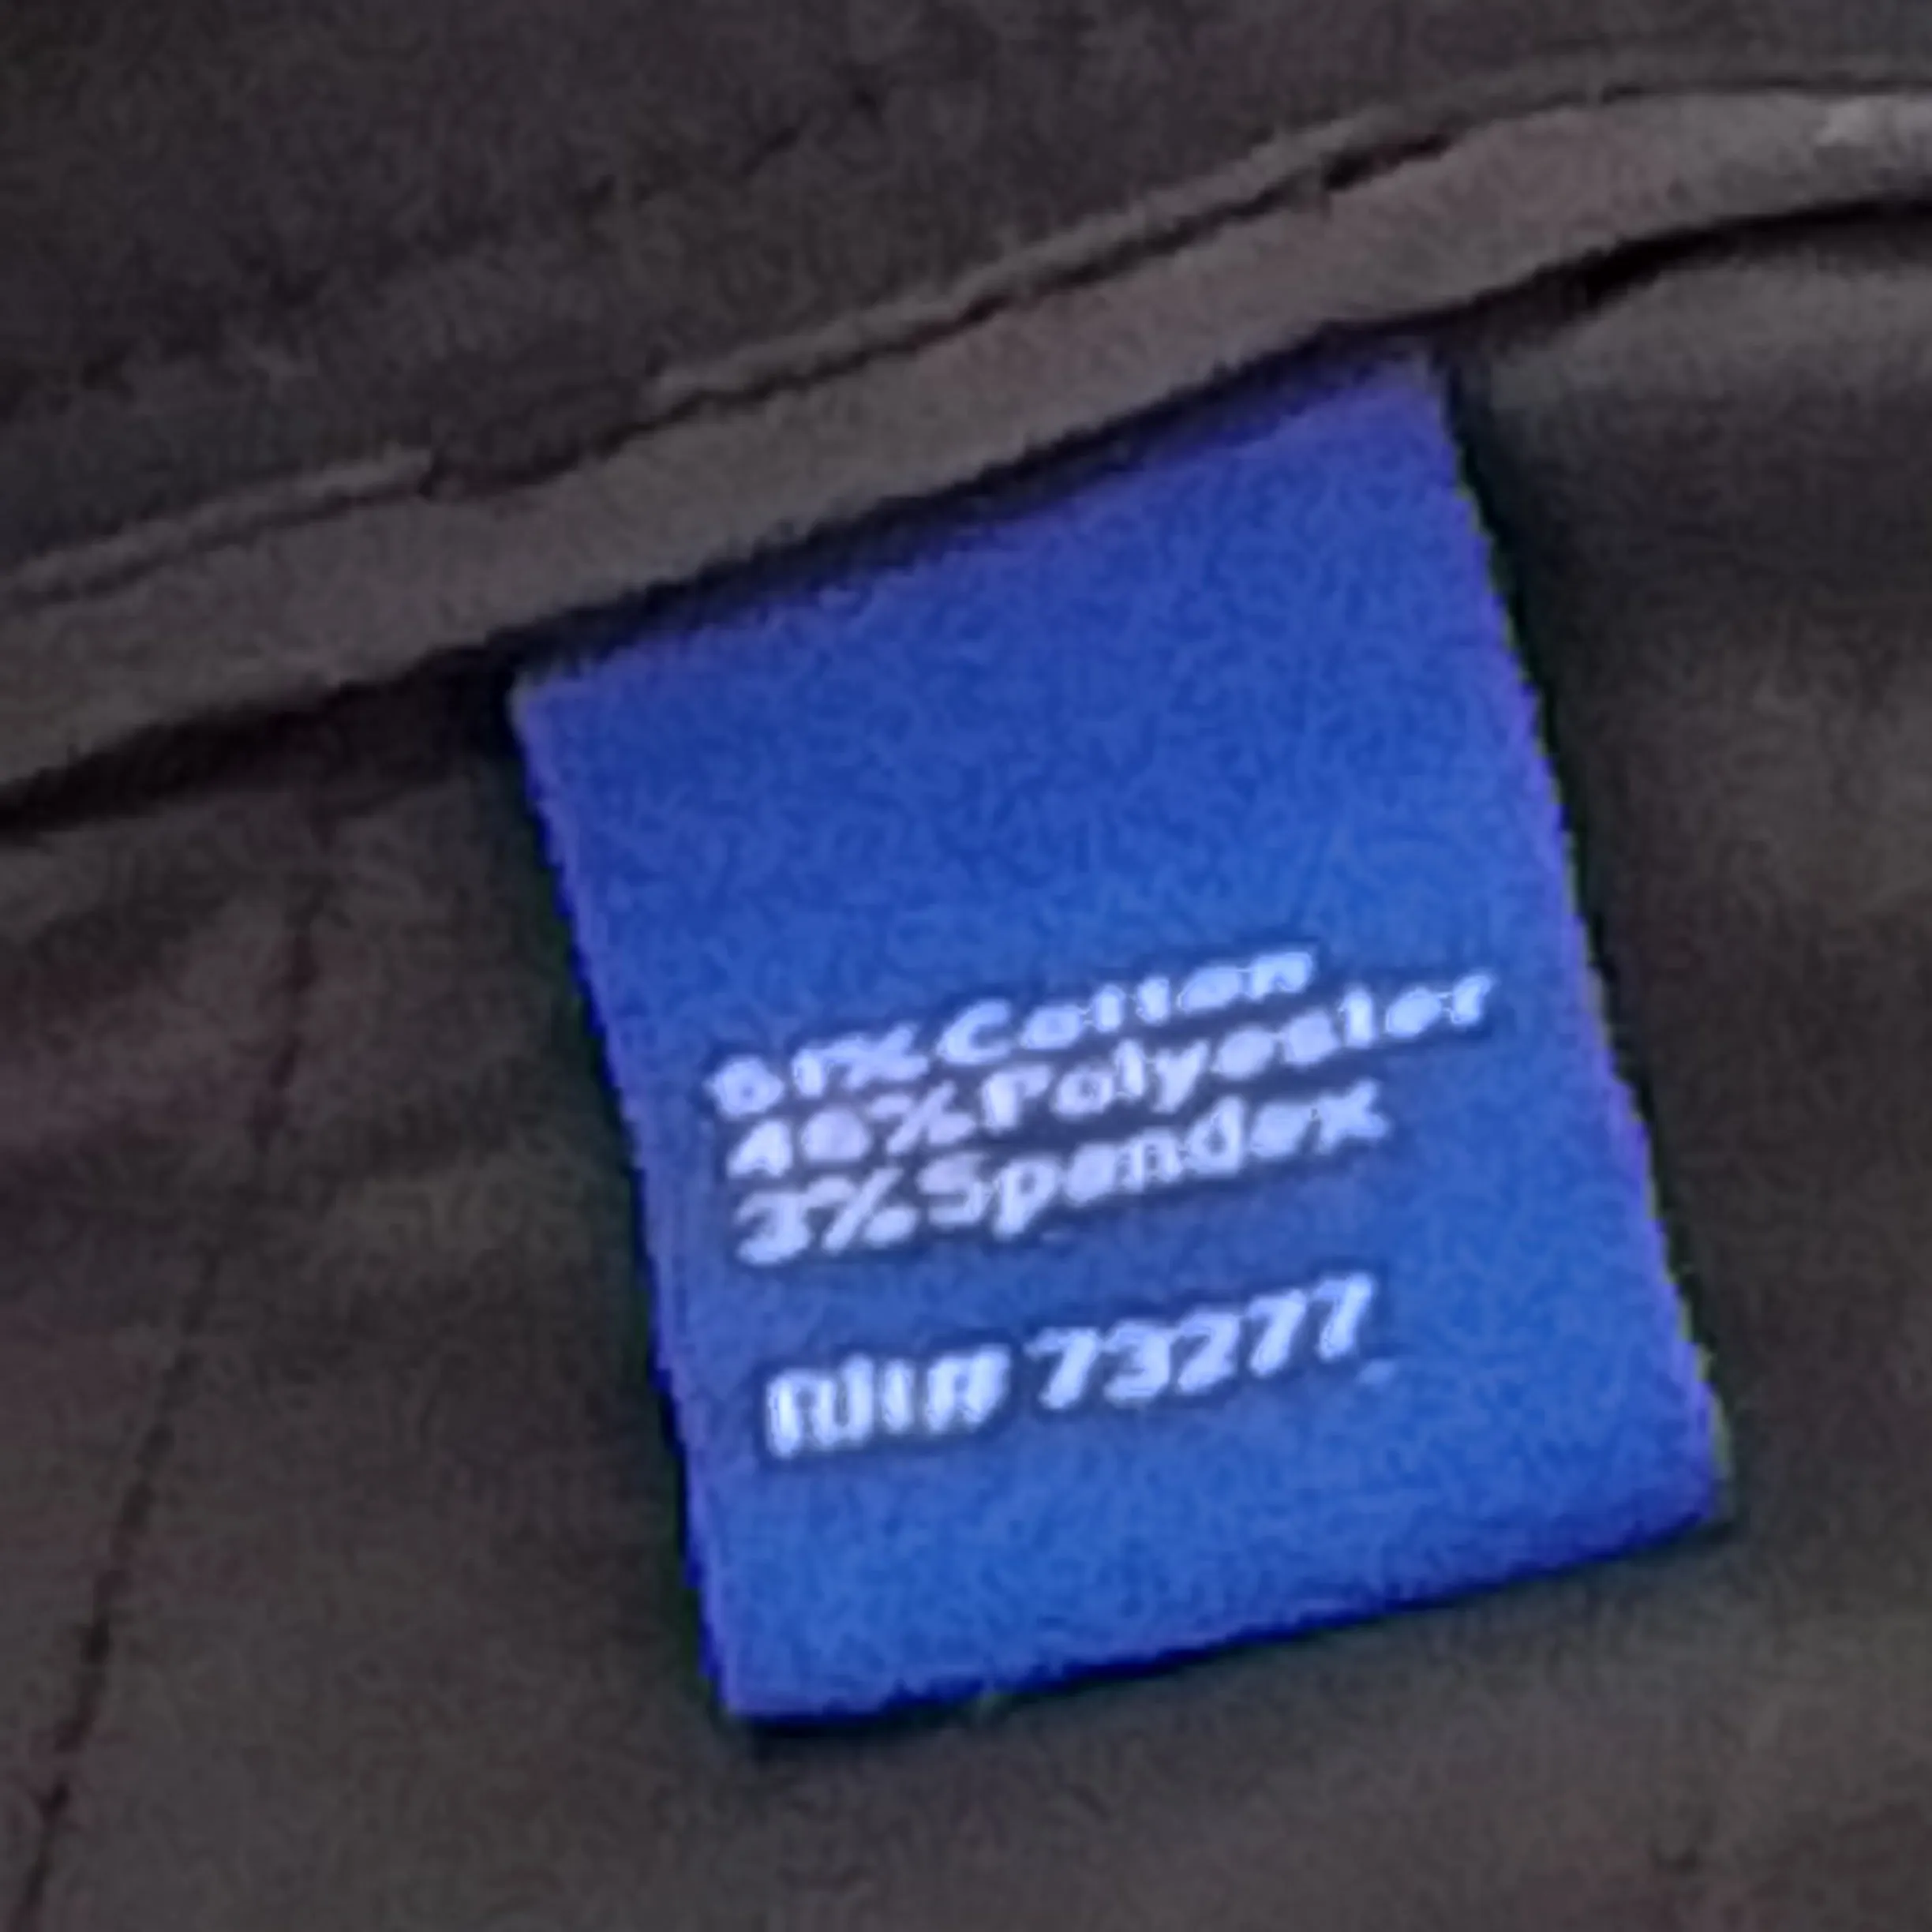 51% Cotton
46% Polyester
3% Spandex
RN# 73277